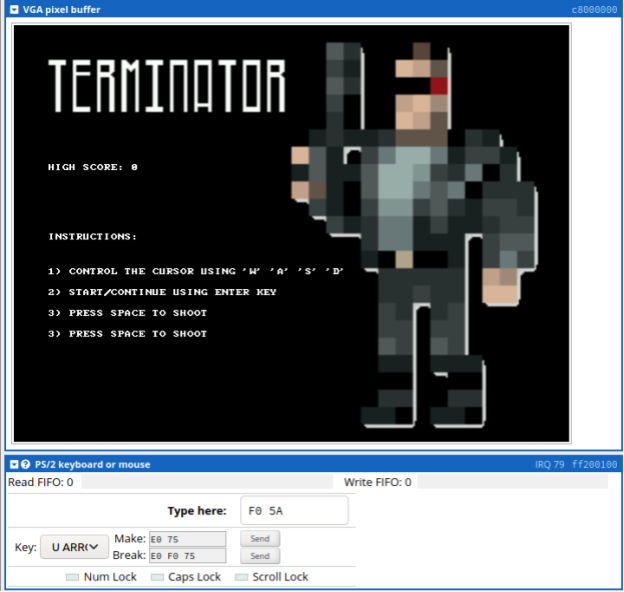 VGA pixel buffer c8000000
TERMINATOR
HIGH SCORE: 0
INSTRUCTIONS:
1) CONTROL THE CURSOR USING 'W' 'A' 'S' 'D'
2) START/CONTINUE USING ENTER KEY
3) PRESS SPACE TO SHOOT
3) PRESS SPACE TO SHOOT
PS/2 keyboard or mouse IRQ 79 ff200100
Read FIFO: 0 Write FIFO: 0
Type here: F0 5A
Key: U ARR( Make: E0 75 Send
Break: E0 F0 75 Send
Num Lock Caps Lock Scroll Lock